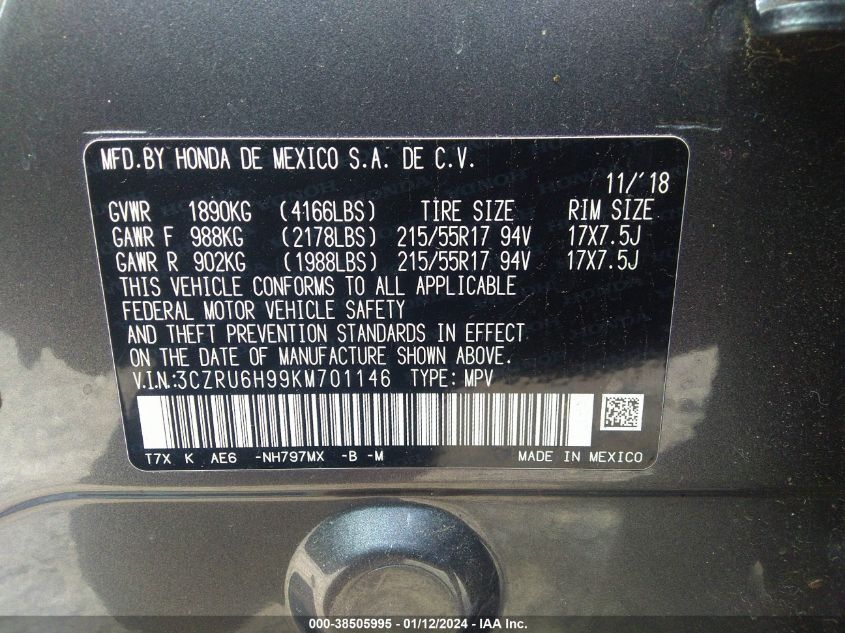 MFD.BY HONDA DE MEXICO S.A. DE C.V.
11/'18
GVWR 1890KG (4166LBS) TIRE SIZE RIM SIZE
GAWR F 988KG (2178LBS) 215/55R17 94V 17X7.5J
GAWR R 902KG (1988LBS) 215/55R17 94V 17X7.5J
THIS VEHICLE CONFORMS TO ALL APPLICABLE
FEDERAL MOTOR VEHICLE SAFETY
AND THEFT PREVENTION STANDARDS IN EFFECT
ON THE DATE OF MANUFACTURE SHOWN ABOVE.
V.I.N:3CZRU6H99KM701146 TYPE: MPV
T7X K AE6 -NH797MX -B -M MADE IN MEXICO
000-38505995 - 01/12/2024 - IAA Inc.